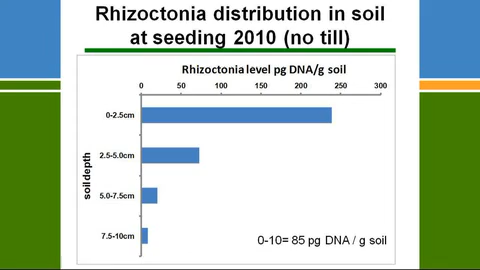 Rhizoctonia distribution in soil
at seeding 2010 (no till)
Rhizoctonia level pg DNA/g soil
0 50 100 150 200 250 300
soil depth
0-2.5cm
2.5-5.0cm
5.0-7.5cm
7.5-10cm
0-10= 85 pg DNA / g soil